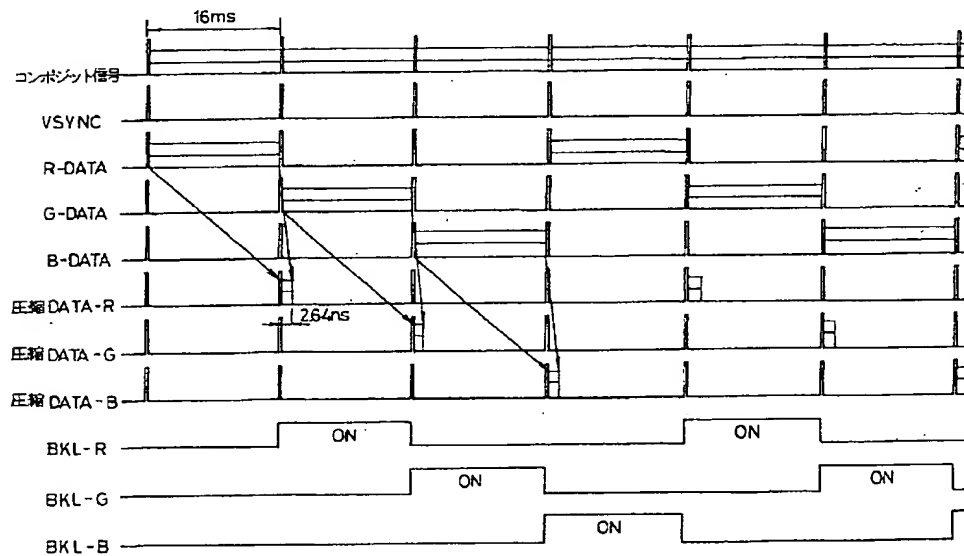 16ms
コンポジット信号
VSYNC
R-DATA
G-DATA
B-DATA
圧縮DATA-R
264ns
圧縮DATA-G
圧縮DATA-B
BKL-R
ON
ON
BKL-G
ON
ON
BKL-B
ON